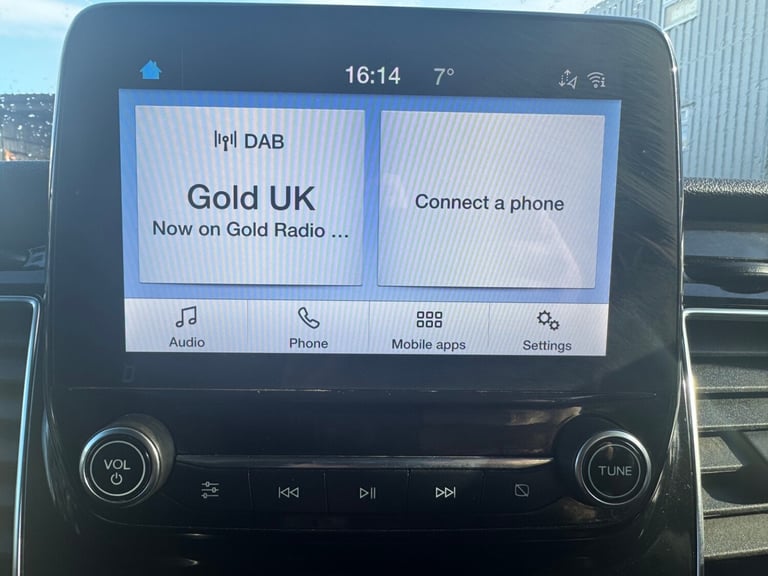 16:14 7°
DAB
Gold UK
Now on Gold Radio …
Connect a phone
Audio Phone Mobile apps Settings
VOL
TUNE